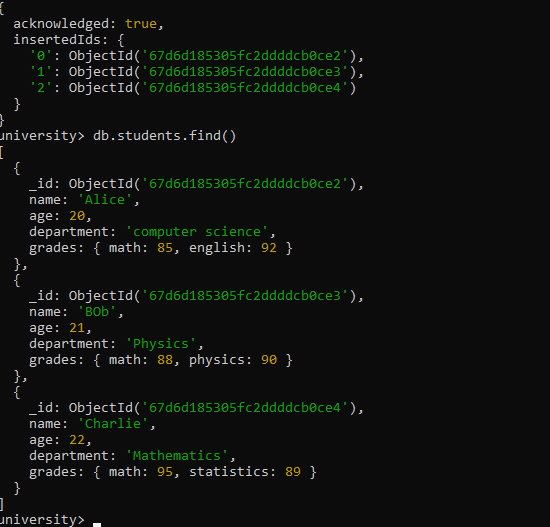 {
  acknowledged: true,
  insertedIds: {
    '0': ObjectId('67d6d185305fc2ddddcb0ce2'),
    '1': ObjectId('67d6d185305fc2ddddcb0ce3'),
    '2': ObjectId('67d6d185305fc2ddddcb0ce4')
  }
}
university> db.students.find()
[
  {
    _id: ObjectId('67d6d185305fc2ddddcb0ce2'),
    name: 'Alice',
    age: 20,
    department: 'computer science',
    grades: { math: 85, english: 92 }
  },
  {
    _id: ObjectId('67d6d185305fc2ddddcb0ce3'),
    name: 'BOb',
    age: 21,
    department: 'Physics',
    grades: { math: 88, physics: 90 }
  },
  {
    _id: ObjectId('67d6d185305fc2ddddcb0ce4'),
    name: 'Charlie',
    age: 22,
    department: 'Mathematics',
    grades: { math: 95, statistics: 89 }
  }
]
university>